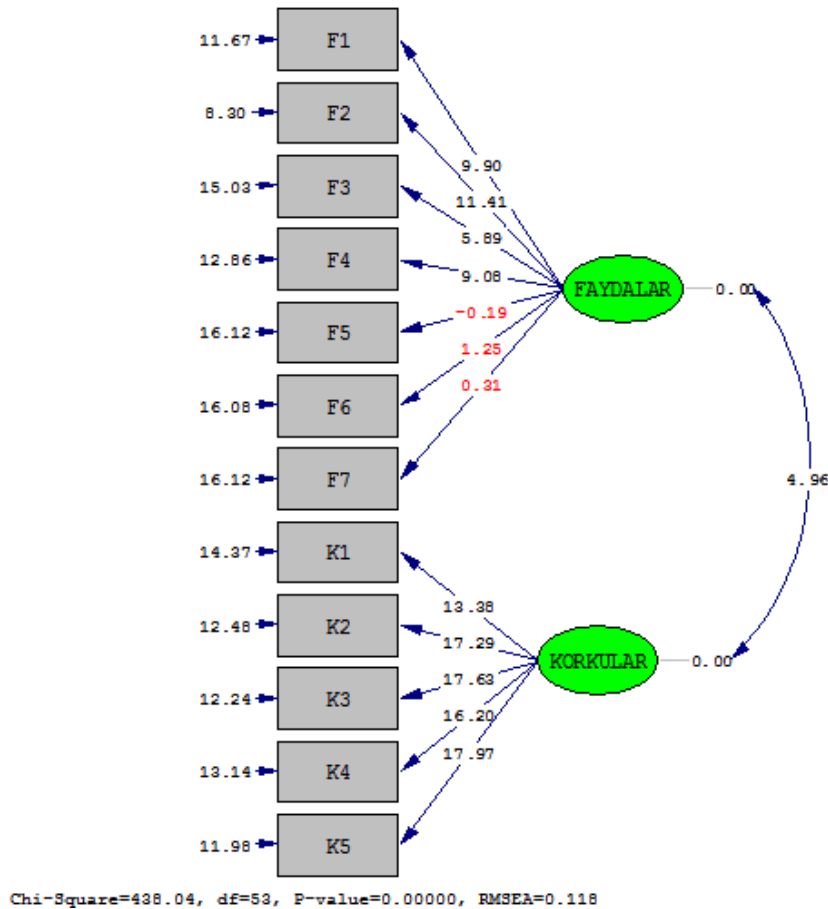 11.67 F1
8.30 F2
9.90
11.41
15.03 F3
5.89
12.86 F4
9.08
FAYDALAR 0.00
-0.19
16.12 F5
1.25
0.31
16.08 F6
16.12 F7
4.96
14.37 K1
13.38
12.48 K2
17.29
KORKULAR 0.00
17.63
12.24 K3
16.20
17.97
13.14 K4
11.98 K5
Chi-Square=438.04, df=53, P-value=0.00000, RMSEA=0.118